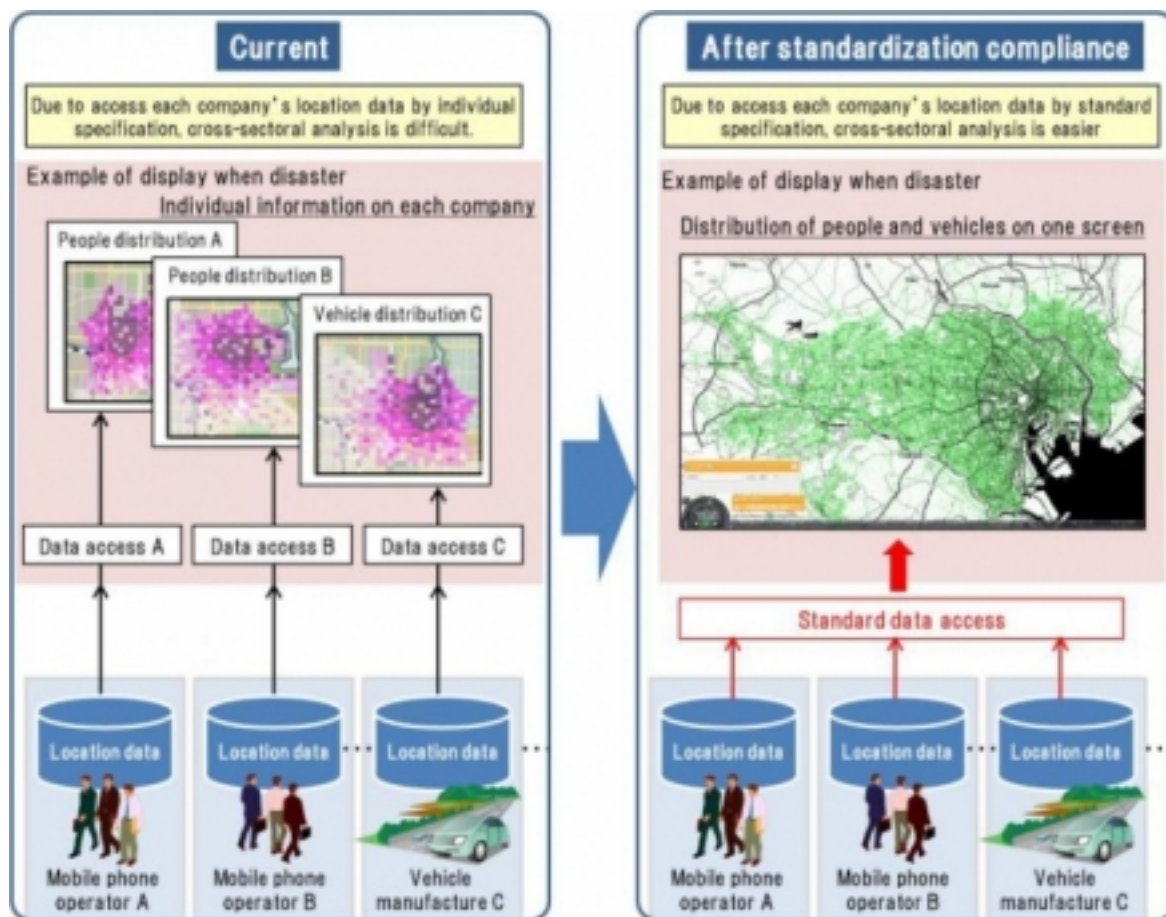 Current
Due to access each company's location data by individual
specification, cross-sectoral analysis is difficult.
Example of display when disaster
Individual information on each company
People distribution A
People distribution B
Vehicle distribution C
Data access A
Data access B
Data access C
Location data
Location data
Location data
Mobile phone
operator A
Mobile phone
operator B
Vehicle
manufacture C
After standardization compliance
Due to access each company's location data by standard
specification, cross-sectoral analysis is easier
Example of display when disaster
Distribution of people and vehicles on one screen
Standard data access
Location data
Location data
Location data
Mobile phone
operator A
Mobile phone
operator B
Vehicle
manufacture C